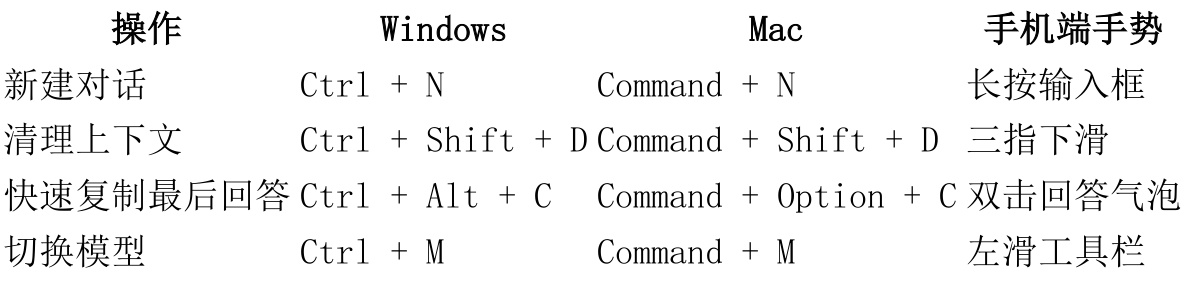 操作 Windows Mac 手机端手势
新建对话 Ctrl + N Command + N 长按输入框
清理上下文 Ctrl + Shift + D Command + Shift + D 三指下滑
快速复制最后回答 Ctrl + Alt + C Command + Option + C 双击回答气泡
切换模型 Ctrl + M Command + M 左滑工具栏